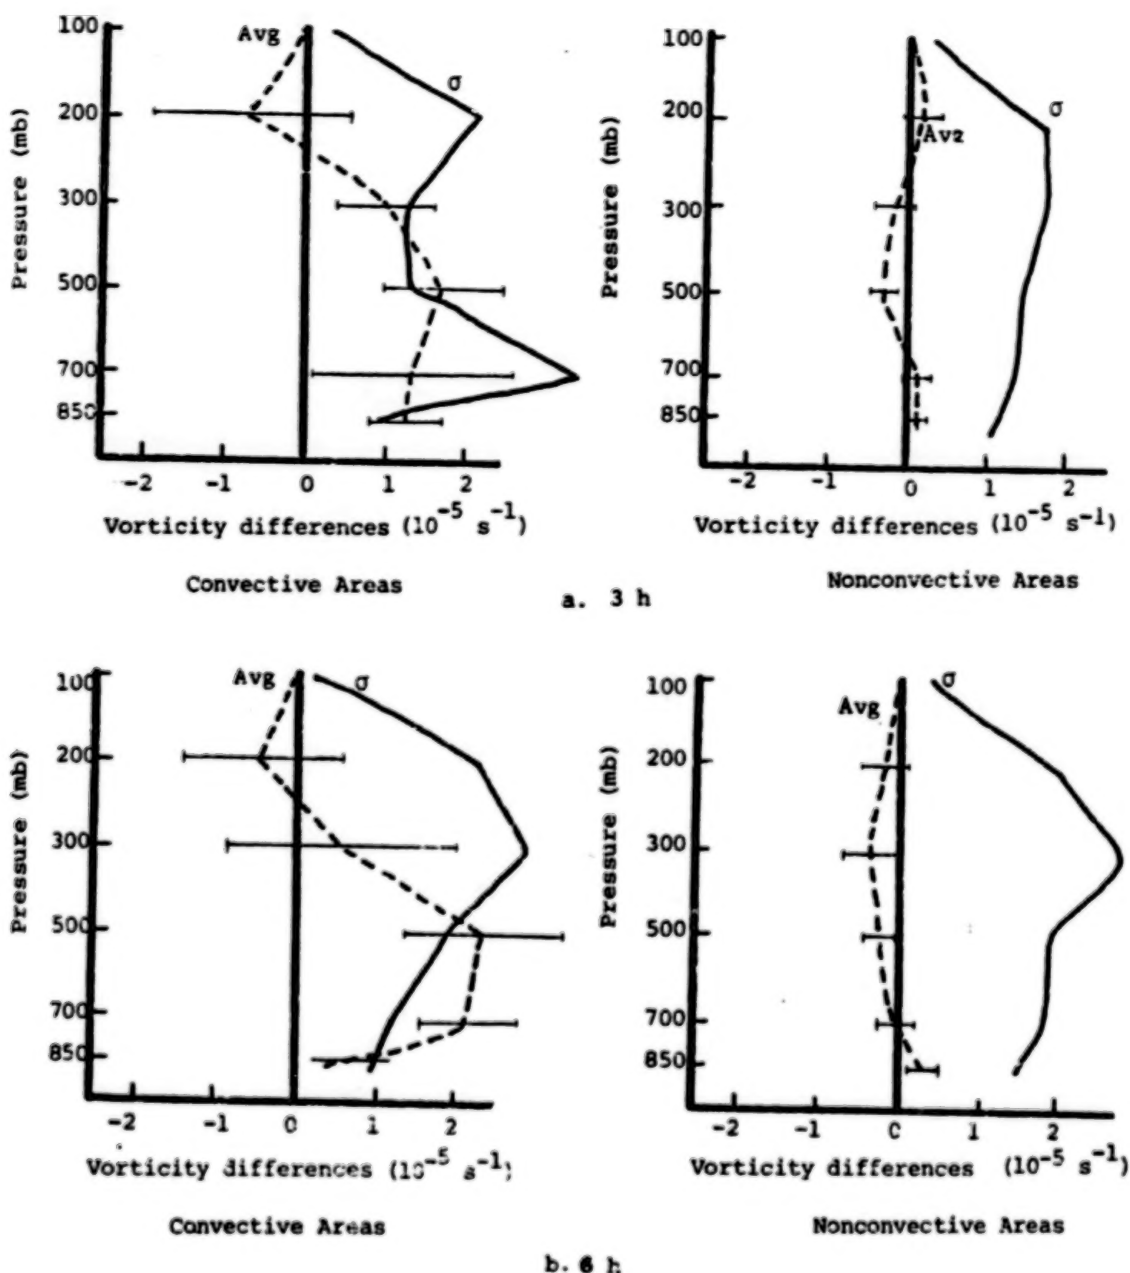 Avg
σ
100
200
300
500
700
850
Pressure (mb)
-2 -1 0 1 2
Vorticity differences (10^-5 s^-1)
Convective Areas
σ
Avz
100
200
300
500
700
850
Pressure (mb)
-2 -1 0 1 2
Vorticity differences (10^-5 s^-1)
Nonconvective Areas
a. 3 h
Avg
σ
100
200
300
500
700
850
Pressure (mb)
-2 -1 0 1 2
Vorticity differences (10^-5 s^-1)
Convective Areas
σ
Avg
100
200
300
500
700
850
Pressure (mb)
-2 -1 0 1 2
Vorticity differences (10^-5 s^-1)
Nonconvective Areas
b. 6 h